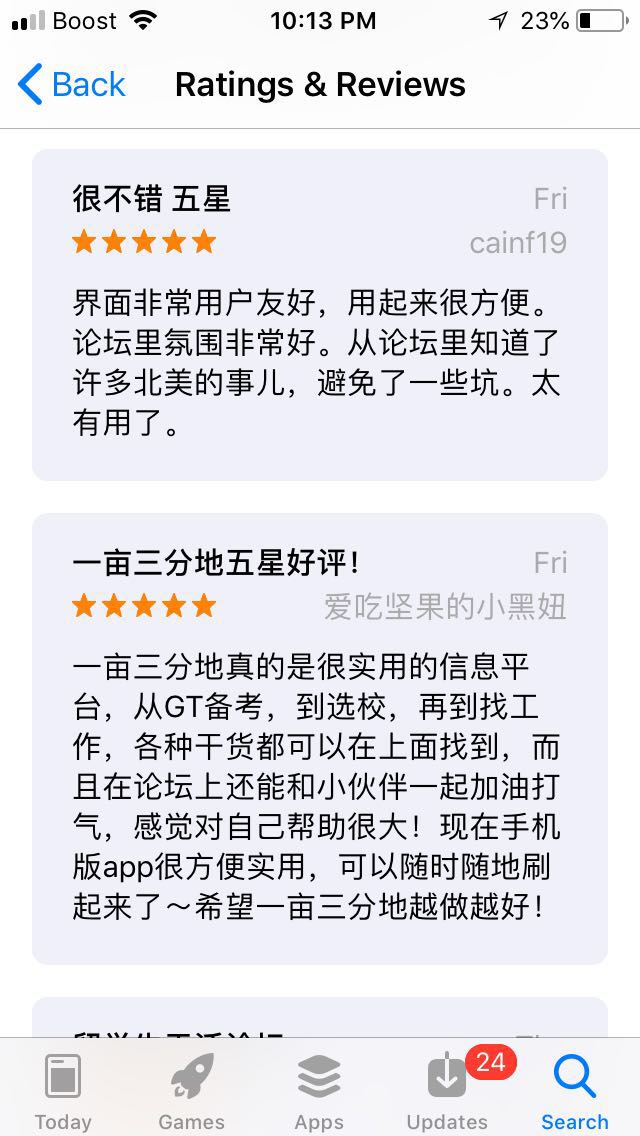 Boost 10:13 PM 23%
Back Ratings & Reviews
很不错 五星 Fri
cainf19
界面非常用户友好，用起来很方便。
论坛里氛围非常好。从论坛里知道了
许多北美的事儿，避免了一些坑。太
有用了。
一亩三分地五星好评！ Fri
爱吃坚果的小黑妞
一亩三分地真的是很实用的信息平
台，从GT备考，到选校，再到找工
作，各种干货都可以在上面找到，而
且在论坛上还能和小伙伴一起加油打
气，感觉对自己帮助很大！现在手机
版app很方便实用，可以随时随地刷
起来了～希望一亩三分地越做越好！
24
Today Games Apps Updates Search